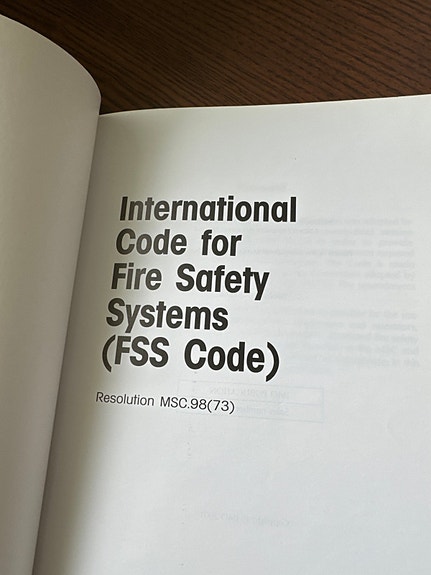 International
Code for
Fire Safety
Systems
(FSS Code)
Resolution MSC.98(73)